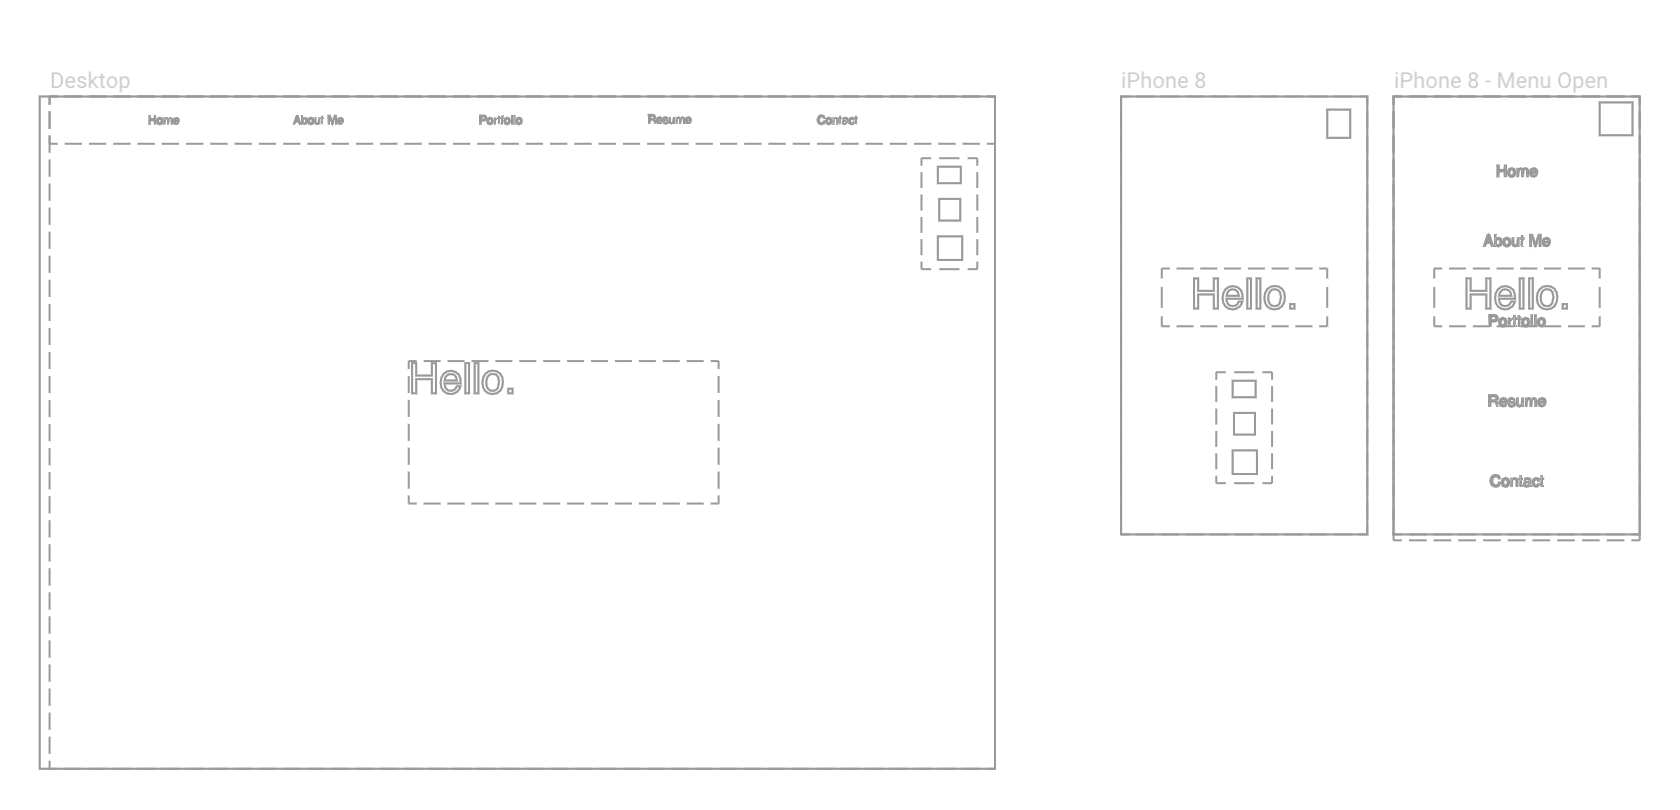 Desktop
Home
About Me
Portfolio
Resume
Contact
Hello.
iPhone 8
Hello.
iPhone 8 - Menu Open
Home
About Me
Hello.
Portfolio
Resume
Contact